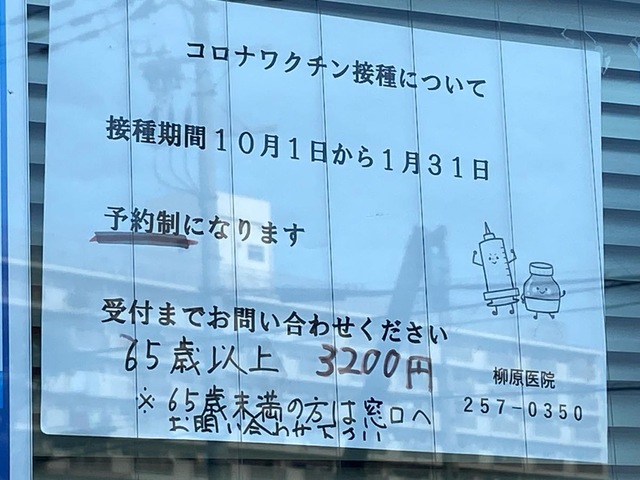 コロナワクチン接種について
接種期間１０月１日から１月３１日
予約制になります
受付までお問い合わせください
65歳以上 3200円
※65歳未満の方は窓口へ
お問い合わせ下さい
柳原医院
257-0350